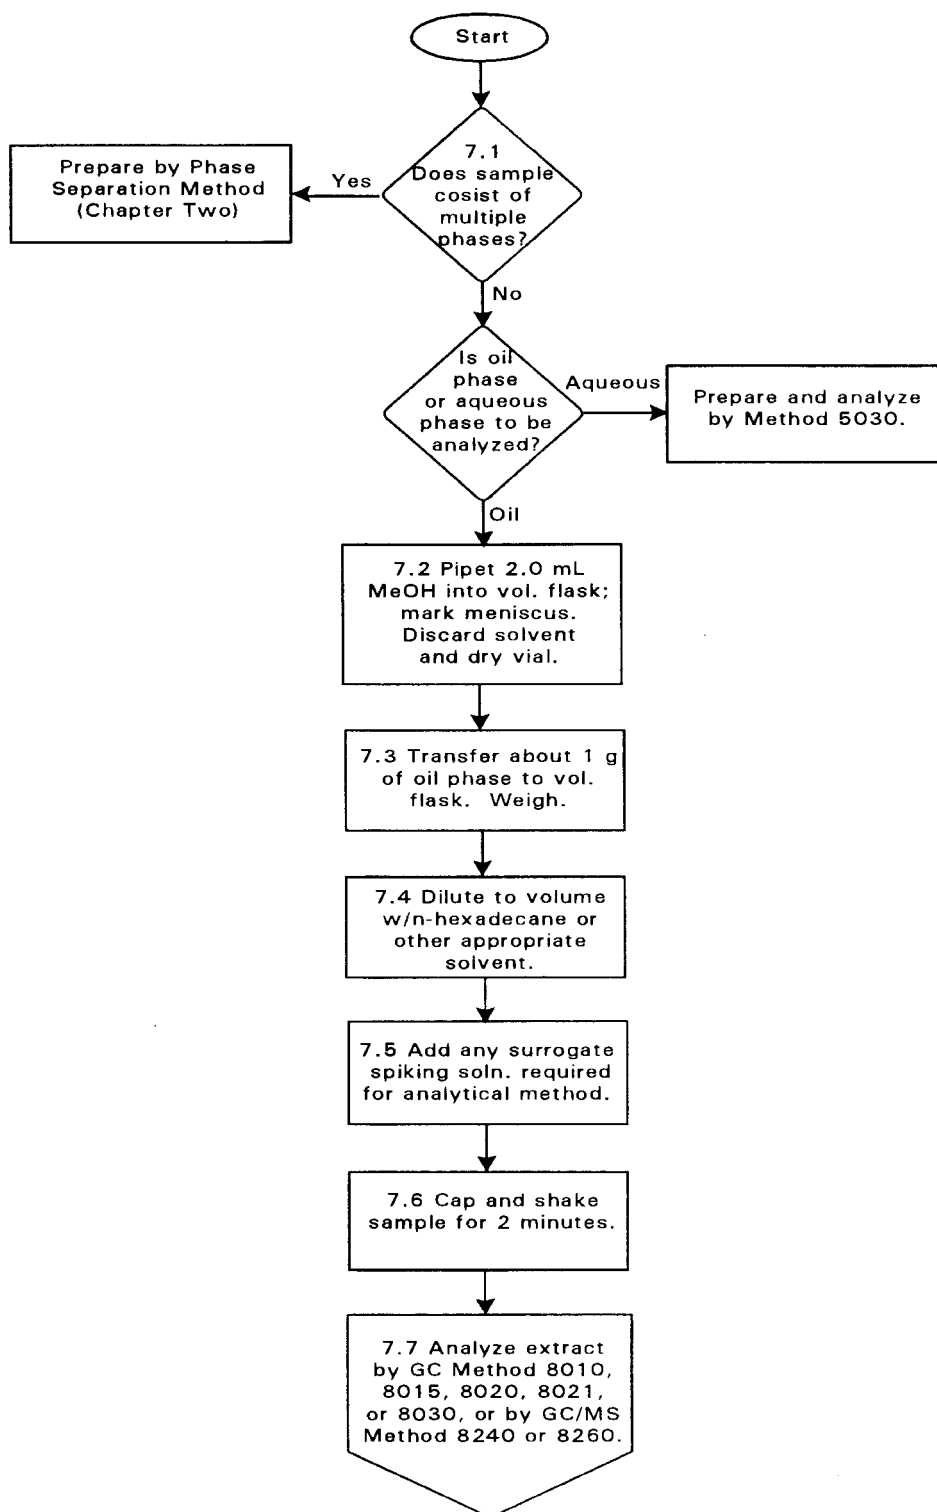 Start
7.1
Does sample
cosist of
multiple
phases?
Yes
Prepare by Phase
Separation Method
(Chapter Two)
No
Is oil
phase
or aqueous
phase to be
analyzed?
Aqueous
Prepare and analyze
by Method 5030.
Oil
7.2 Pipet 2.0 mL
MeOH into vol. flask;
mark meniscus.
Discard solvent
and dry vial.
7.3 Transfer about 1 g
of oil phase to vol.
flask. Weigh.
7.4 Dilute to volume
w/n-hexadecane or
other appropriate
solvent.
7.5 Add any surrogate
spiking soln. required
for analytical method.
7.6 Cap and shake
sample for 2 minutes.
7.7 Analyze extract
by GC Method 8010,
8015, 8020, 8021,
or 8030, or by GC/MS
Method 8240 or 8260.